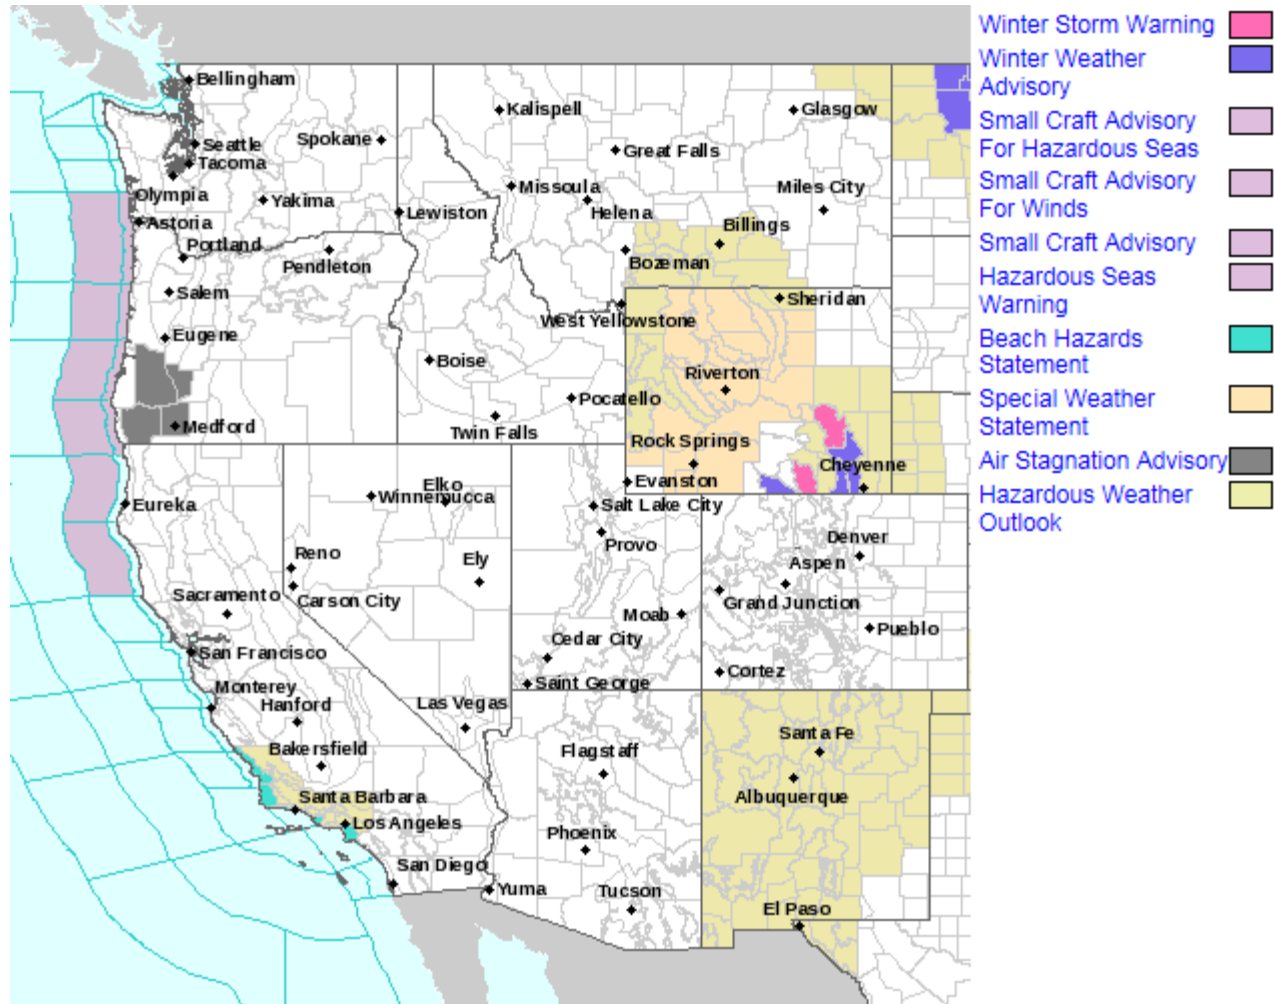 Winter Storm Warning
Winter Weather
Advisory
Small Craft Advisory
For Hazardous Seas
Small Craft Advisory
For Winds
Small Craft Advisory
Hazardous Seas
Warning
Beach Hazards
Statement
Special Weather
Statement
Air Stagnation Advisory
Hazardous Weather
Outlook
Bellingham
Kalispell
Glasgow
Seattle
Spokane
Great Falls
Tacoma
Olympia
Yakima
Missoula
Miles City
Astoria
Lewiston
Helena
Billings
Portland
Pendleton
Bozeman
Salem
Sheridan
West Yellowstone
Eugene
Boise
Riverton
Pocatello
Medford
Twin Falls
Rock Springs
Cheyenne
Evanston
Elko
Winnemucca
Eureka
Salt Lake City
Provo
Denver
Reno
Ely
Aspen
Sacramento
Carson City
Grand Junction
Moab
Pueblo
Cedar City
San Francisco
Cortez
Saint George
Monterey
Hanford
Las Vegas
Bakersfield
Flagstaff
Santa Fe
Santa Barbara
Albuquerque
Los Angeles
Phoenix
San Diego
Yuma
Tucson
El Paso